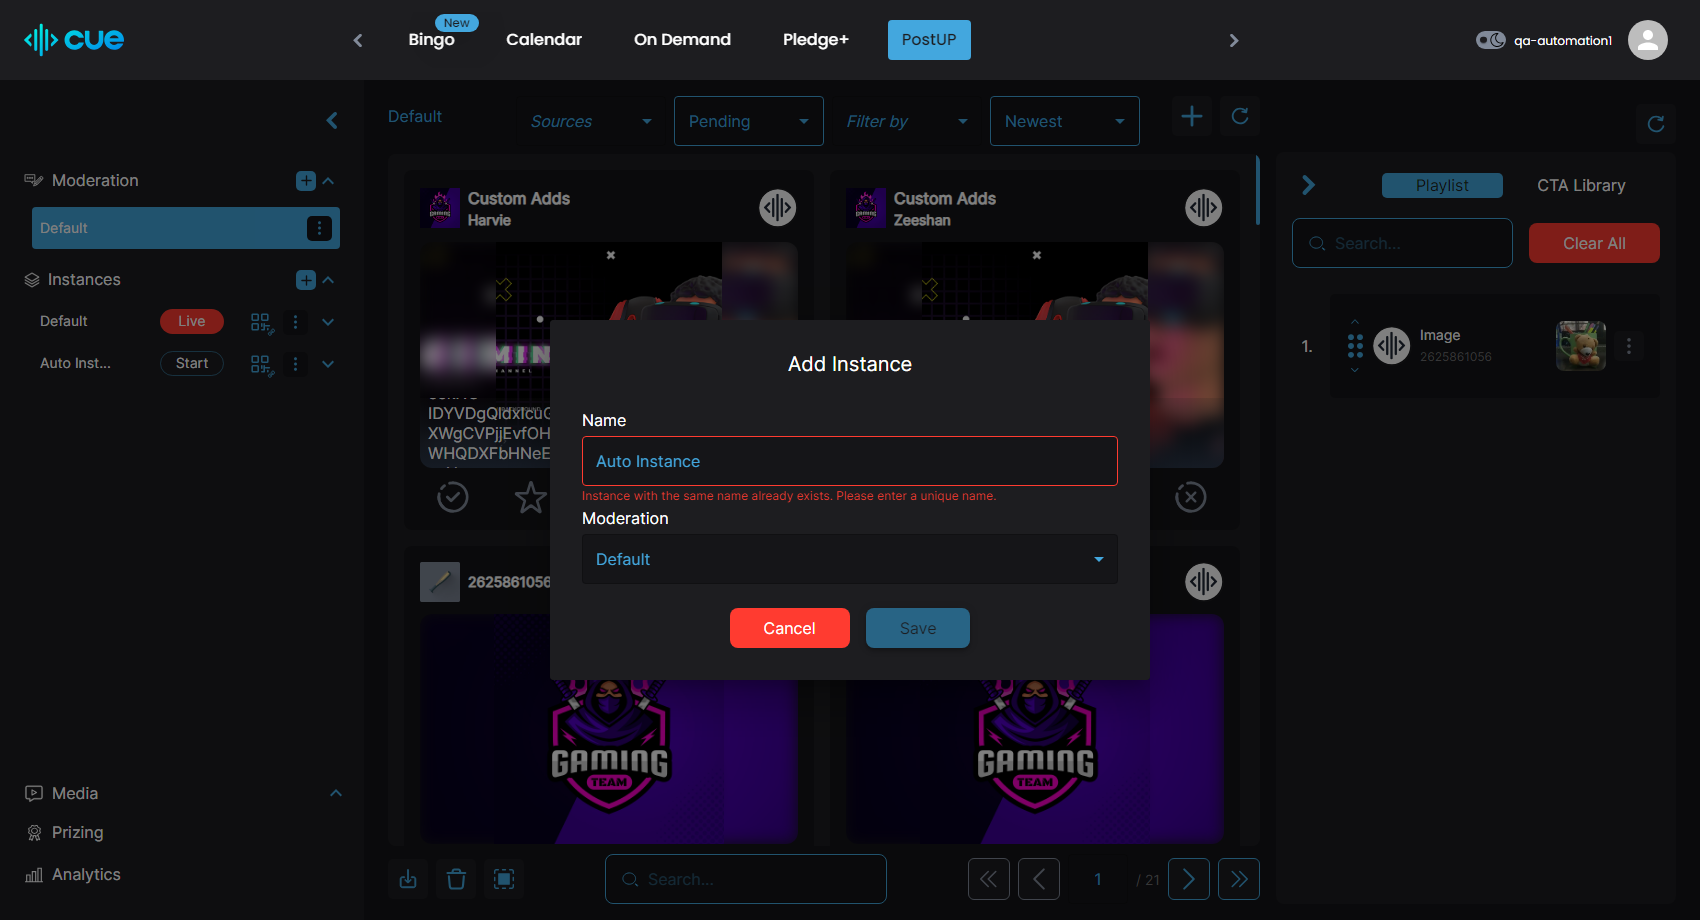 cue
New
Bingo
Calendar
On Demand
Pledge+
PostUP
qa-automation1
Default
Sources
Pending
Filter by
Newest
Moderation
Default
Instances
Default
Live
Auto Inst...
Start
Media
Prizing
Analytics
Custom Adds
Harvie
Custom Adds
Zeeshan
IDYVDgQIdxIcuG
XWgCVPjjEvfOH
WHQDXFbHNeE
2625861056
GAMING
TEAM
GAMING
TEAM
Add Instance
Name
Auto Instance
Instance with the same name already exists. Please enter a unique name.
Moderation
Default
Cancel
Save
Search...
1
/ 21
Playlist
CTA Library
Search...
Clear All
1.
Image
2625861056